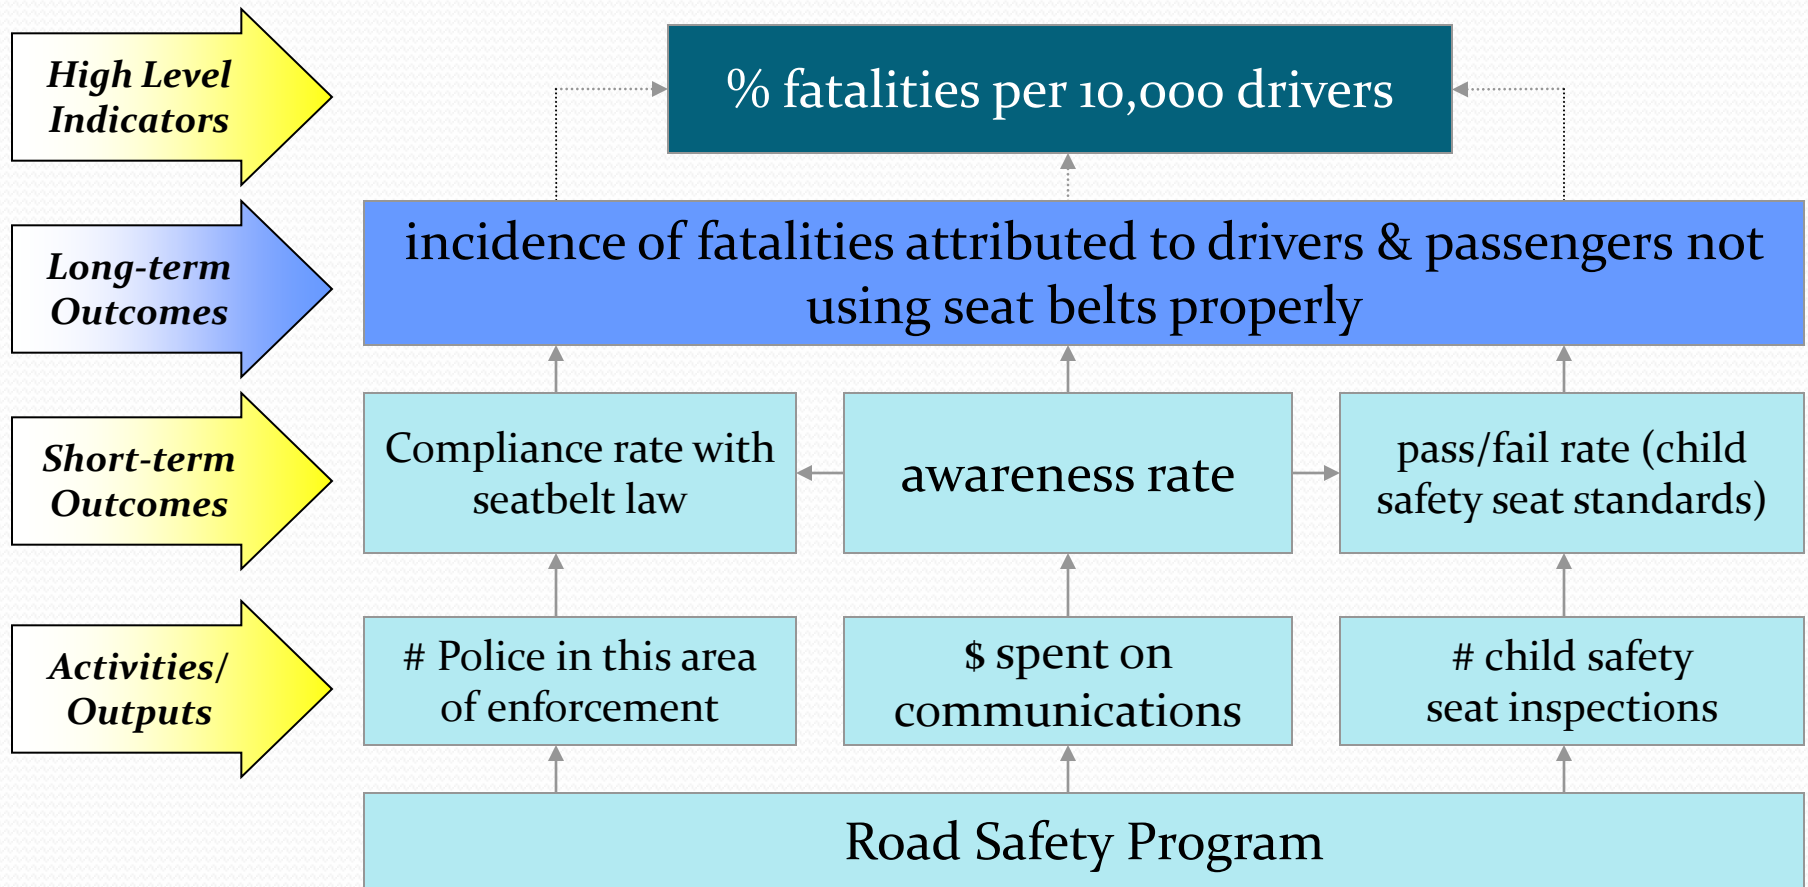 High Level
Indicators
% fatalities per 10,000 drivers
Long-term
Outcomes
incidence of fatalities attributed to drivers & passengers not
using seat belts properly
Short-term
Outcomes
Compliance rate with
seatbelt law
awareness rate
pass/fail rate (child
safety seat standards)
Activities/
Outputs
# Police in this area
of enforcement
$ spent on
communications
# child safety
seat inspections
Road Safety Program